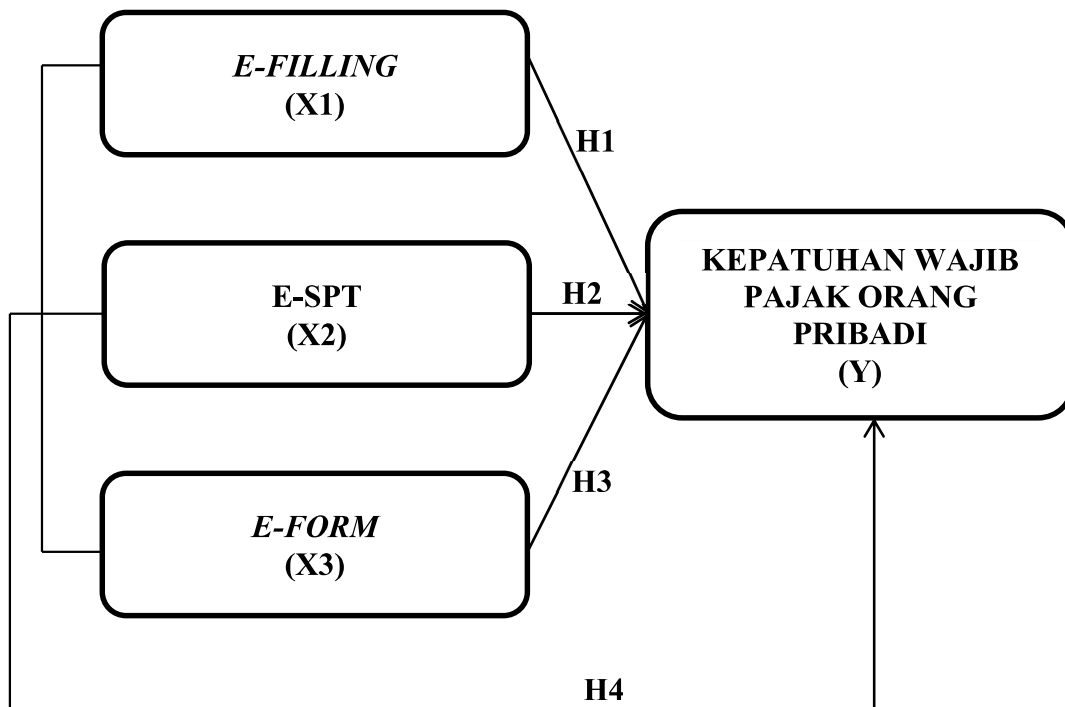 E-FILLING
(X1)
H1
E-SPT
(X2)
H2
KEPATUHAN WAJIB
PAJAK ORANG
PRIBADI
(Y)
E-FORM
(X3)
H3
H4